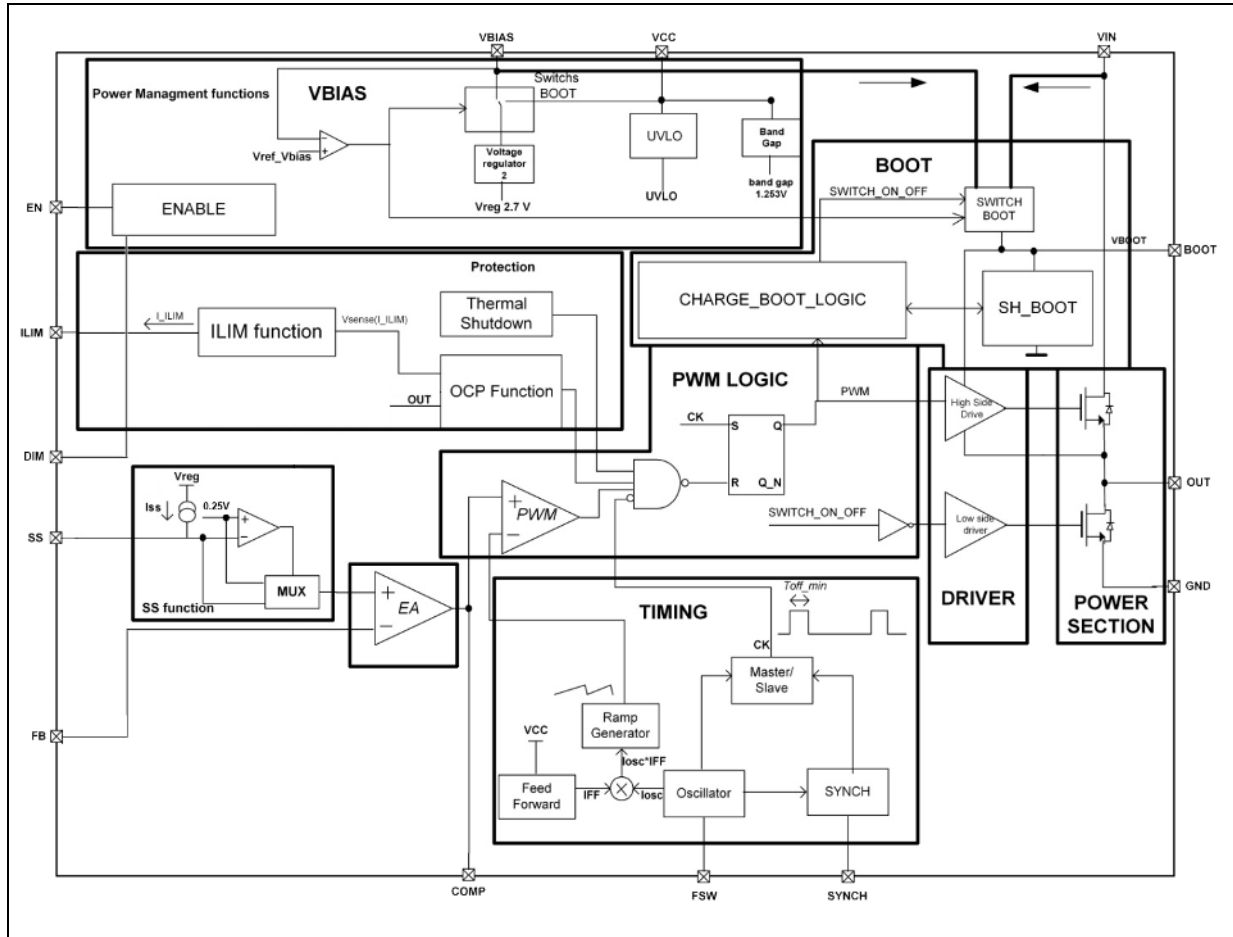 VBIAS
VCC
VIN
Power Managment functions
VBIAS
Switchs
BOOT
Vref_Vbias
-
+
Voltage
regulator
2
Vreg 2.7 V
UVLO
UVLO
Band
Gap
band gap
1.253V
EN
ENABLE
BOOT
SWITCH_ON_OFF
SWITCH
BOOT
VBOOT
BOOT
CHARGE_BOOT_LOGIC
SH_BOOT
Protection
Thermal
Shutdown
ILIM
I_ILIM
ILIM function
Vsense(I_ILIM)
OCP Function
OUT
PWM LOGIC
PWM
CK
S
Q
R
Q_N
High Side
Drive
DIM
Vreg
Iss
0.25V
+
-
SS
MUX
SS function
+
PWM
-
SWITCH_ON_OFF
Low side
driver
OUT
GND
+
EA
-
DRIVER
POWER
SECTION
TIMING
Toff_min
CK
Master/
Slave
Ramp
Generator
VCC
Iosc*IFF
Feed
Forward
IFF
Iosc
Oscillator
SYNCH
FB
COMP
FSW
SYNCH